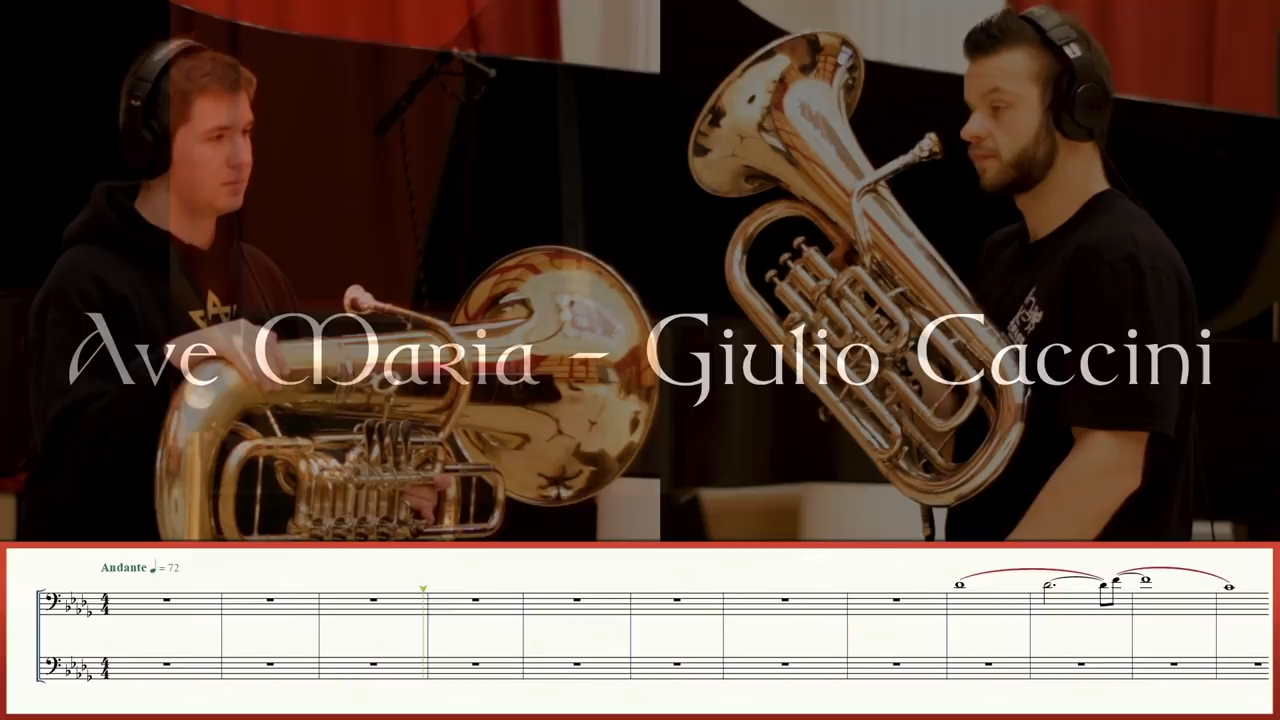 Ave Maria - Giulio Caccini
Andante ♩ = 72